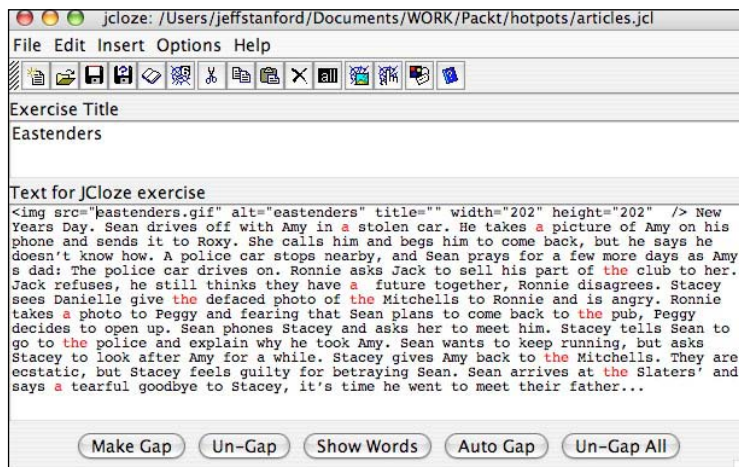 jcloze: /Users/jeffstanford/Documents/WORK/Packt/hotpots/articles.jcl
File Edit Insert Options Help
all
Exercise Title
Eastenders
Text for JCloze exercise
<img src="eastenders.gif" alt="eastenders" title="" width="202" height="202"  /> New
Years Day. Sean drives off with Amy in a stolen car. He takes a picture of Amy on his
phone and sends it to Roxy. She calls him and begs him to come back, but he says he
doesn't know how. A police car stops nearby, and Sean prays for a few more days as Amy'
s dad: The police car drives on. Ronnie asks Jack to sell his part of the club to her.
Jack refuses, he still thinks they have a  future together, Ronnie disagrees. Stacey
sees Danielle give the defaced photo of the Mitchells to Ronnie and is angry. Ronnie
takes a photo to Peggy and fearing that Sean plans to come back to the pub, Peggy
decides to open up. Sean phones Stacey and asks her to meet him. Stacey tells Sean to
go to the police and explain why he took Amy. Sean wants to keep running, but asks
Stacey to look after Amy for a while. Stacey gives Amy back to the Mitchells. They are
ecstatic, but Stacey feels guilty for betraying Sean. Sean arrives at the Slaters' and
says a tearful goodbye to Stacey, it's time he went to meet their father...
Make Gap Un-Gap Show Words Auto Gap Un-Gap All